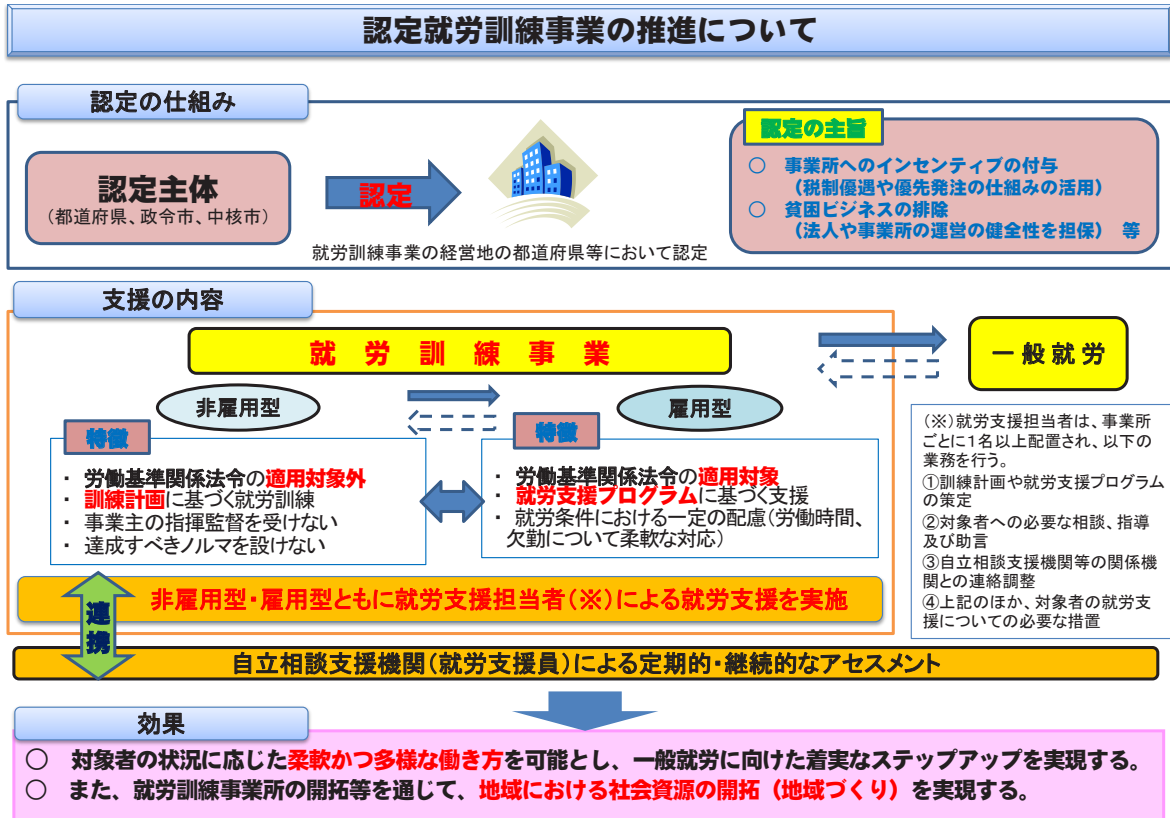 認定就労訓練事業の推進について
認定の仕組み
認定主体
（都道府県、政令市、中核市）
認定
就労訓練事業の経営地の都道府県等において認定
認定の主旨
○ 事業所へのインセンティブの付与
（税制優遇や優先発注の仕組みの活用）
○ 貧困ビジネスの排除
（法人や事業所の運営の健全性を担保） 等
支援の内容
就労訓練事業
一般就労
非雇用型
特徴
・ 労働基準関係法令の適用対象外
・ 訓練計画に基づく就労訓練
・ 事業主の指揮監督を受けない
・ 達成すべきノルマを設けない
雇用型
特徴
・ 労働基準関係法令の適用対象
・ 就労支援プログラムに基づく支援
・ 就労条件における一定の配慮（労働時間、
欠勤について柔軟な対応）
（※）就労支援担当者は、事業所
ごとに１名以上配置され、以下の
業務を行う。
①訓練計画や就労支援プログラム
の策定
②対象者への必要な相談、指導
及び助言
③自立相談支援機関等の関係機
関との連絡調整
④上記のほか、対象者の就労支
援についての必要な措置
非雇用型・雇用型ともに就労支援担当者（※）による就労支援を実施
連携
自立相談支援機関（就労支援員）による定期的・継続的なアセスメント
効果
○ 対象者の状況に応じた柔軟かつ多様な働き方を可能とし、一般就労に向けた着実なステップアップを実現する。
○ また、就労訓練事業所の開拓等を通じて、地域における社会資源の開拓（地域づくり）を実現する。